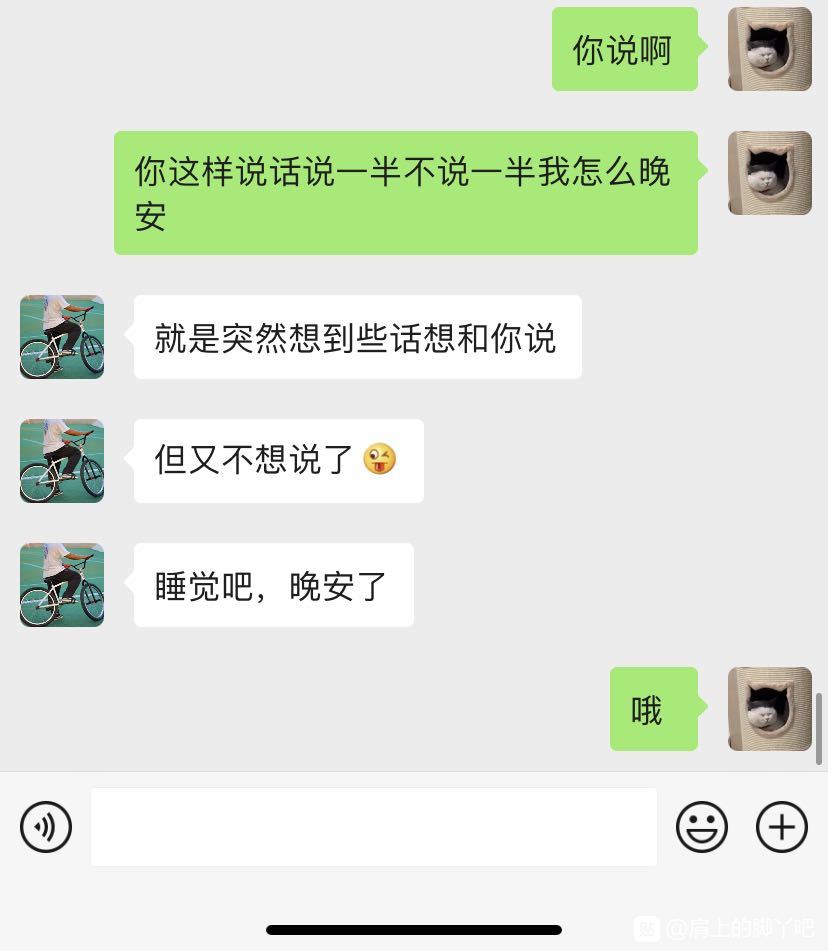 你说啊
你这样说话说一半不说一半我怎么晚
安
就是突然想到些话想和你说
但又不想说了
睡觉吧，晚安了
哦
贴 @肩上的脚丫吧